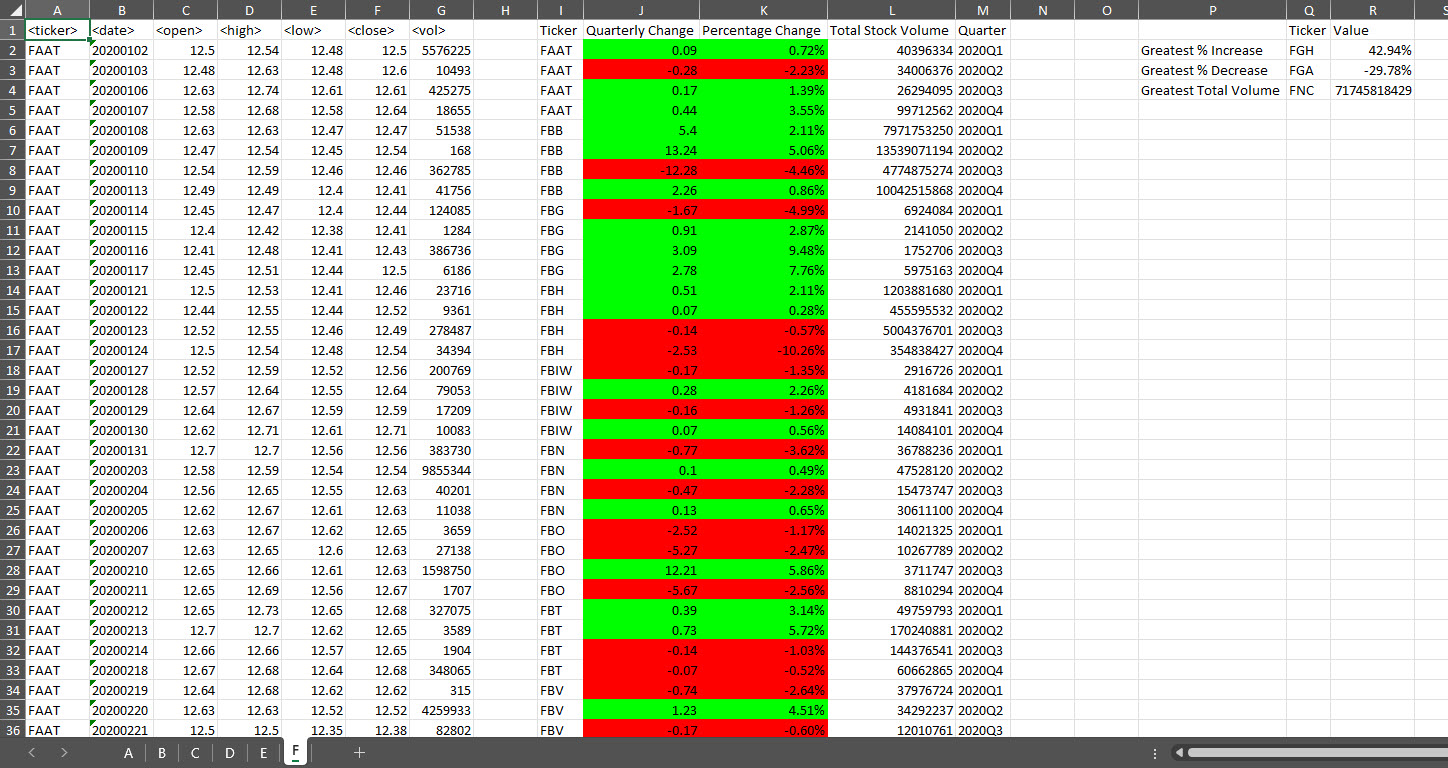 A B C D E F G H I J K L M N O P Q R S
1 <ticker> <date> <open> <high> <low> <close> <vol> Ticker Quarterly Change Percentage Change Total Stock Volume Quarter Ticker Value
2 FAAT 20200102 12.5 12.54 12.48 12.5 5576225 FAAT 0.09 0.72% 40396334 2020Q1 Greatest % Increase FGH 42.94%
3 FAAT 20200103 12.48 12.63 12.48 12.6 10493 FAAT -0.28 -2.23% 34006376 2020Q2 Greatest % Decrease FGA -29.78%
4 FAAT 20200106 12.63 12.74 12.61 12.61 425275 FAAT 0.17 1.39% 26294095 2020Q3 Greatest Total Volume FNC 71745818429
5 FAAT 20200107 12.58 12.68 12.58 12.64 18655 FAAT 0.44 3.55% 99712562 2020Q4
6 FAAT 20200108 12.63 12.63 12.47 12.47 51538 FBB 5.4 2.11% 7971753250 2020Q1
7 FAAT 20200109 12.47 12.54 12.45 12.54 168 FBB 13.24 5.06% 13539071194 2020Q2
8 FAAT 20200110 12.54 12.59 12.46 12.46 362785 FBB -12.28 -4.46% 4774875274 2020Q3
9 FAAT 20200113 12.49 12.49 12.4 12.41 41756 FBB 2.26 0.86% 10042515868 2020Q4
10 FAAT 20200114 12.45 12.47 12.4 12.44 124085 FBG -1.67 -4.99% 6924084 2020Q1
11 FAAT 20200115 12.4 12.42 12.38 12.41 1284 FBG 0.91 2.87% 2141050 2020Q2
12 FAAT 20200116 12.41 12.48 12.41 12.43 386736 FBG 3.09 9.48% 1752706 2020Q3
13 FAAT 20200117 12.45 12.51 12.44 12.5 6186 FBG 2.78 7.76% 5975163 2020Q4
14 FAAT 20200121 12.5 12.53 12.41 12.46 23716 FBH 0.51 2.11% 1203881680 2020Q1
15 FAAT 20200122 12.44 12.55 12.44 12.52 9361 FBH 0.07 0.28% 455595532 2020Q2
16 FAAT 20200123 12.52 12.55 12.46 12.49 278487 FBH -0.14 -0.57% 5004376701 2020Q3
17 FAAT 20200124 12.5 12.54 12.48 12.54 34394 FBH -2.53 -10.26% 354838427 2020Q4
18 FAAT 20200127 12.52 12.59 12.52 12.56 200769 FBIW -0.17 -1.35% 2916726 2020Q1
19 FAAT 20200128 12.57 12.64 12.55 12.64 79053 FBIW 0.28 2.26% 4181684 2020Q2
20 FAAT 20200129 12.64 12.67 12.59 12.59 17209 FBIW -0.16 -1.26% 4931841 2020Q3
21 FAAT 20200130 12.62 12.71 12.61 12.71 10083 FBIW 0.07 0.56% 14084101 2020Q4
22 FAAT 20200131 12.7 12.7 12.56 12.56 383730 FBN -0.77 -3.62% 36788236 2020Q1
23 FAAT 20200203 12.58 12.59 12.54 12.54 9855344 FBN 0.1 0.49% 47528120 2020Q2
24 FAAT 20200204 12.56 12.65 12.55 12.63 40201 FBN -0.47 -2.28% 15473747 2020Q3
25 FAAT 20200205 12.62 12.67 12.61 12.63 11038 FBN 0.13 0.65% 30611100 2020Q4
26 FAAT 20200206 12.63 12.67 12.62 12.65 3659 FBO -2.52 -1.17% 14021325 2020Q1
27 FAAT 20200207 12.63 12.65 12.6 12.63 27138 FBO -5.27 -2.47% 10267789 2020Q2
28 FAAT 20200210 12.65 12.66 12.61 12.63 1598750 FBO 12.21 5.86% 3711747 2020Q3
29 FAAT 20200211 12.65 12.69 12.56 12.67 1707 FBO -5.67 -2.56% 8810294 2020Q4
30 FAAT 20200212 12.65 12.73 12.65 12.68 327075 FBT 0.39 3.14% 49759793 2020Q1
31 FAAT 20200213 12.7 12.7 12.62 12.65 3589 FBT 0.73 5.72% 170240881 2020Q2
32 FAAT 20200214 12.66 12.66 12.57 12.65 1904 FBT -0.14 -1.03% 144376541 2020Q3
33 FAAT 20200218 12.67 12.68 12.64 12.68 348065 FBT -0.07 -0.52% 60662865 2020Q4
34 FAAT 20200219 12.64 12.68 12.62 12.62 315 FBV -0.74 -2.64% 37976724 2020Q1
35 FAAT 20200220 12.63 12.63 12.52 12.52 4259933 FBV 1.23 4.51% 34292237 2020Q2
36 FAAT 20200221 12.5 12.5 12.35 12.38 82802 FBV -0.17 -0.60% 12010761 2020Q3
A B C D E F